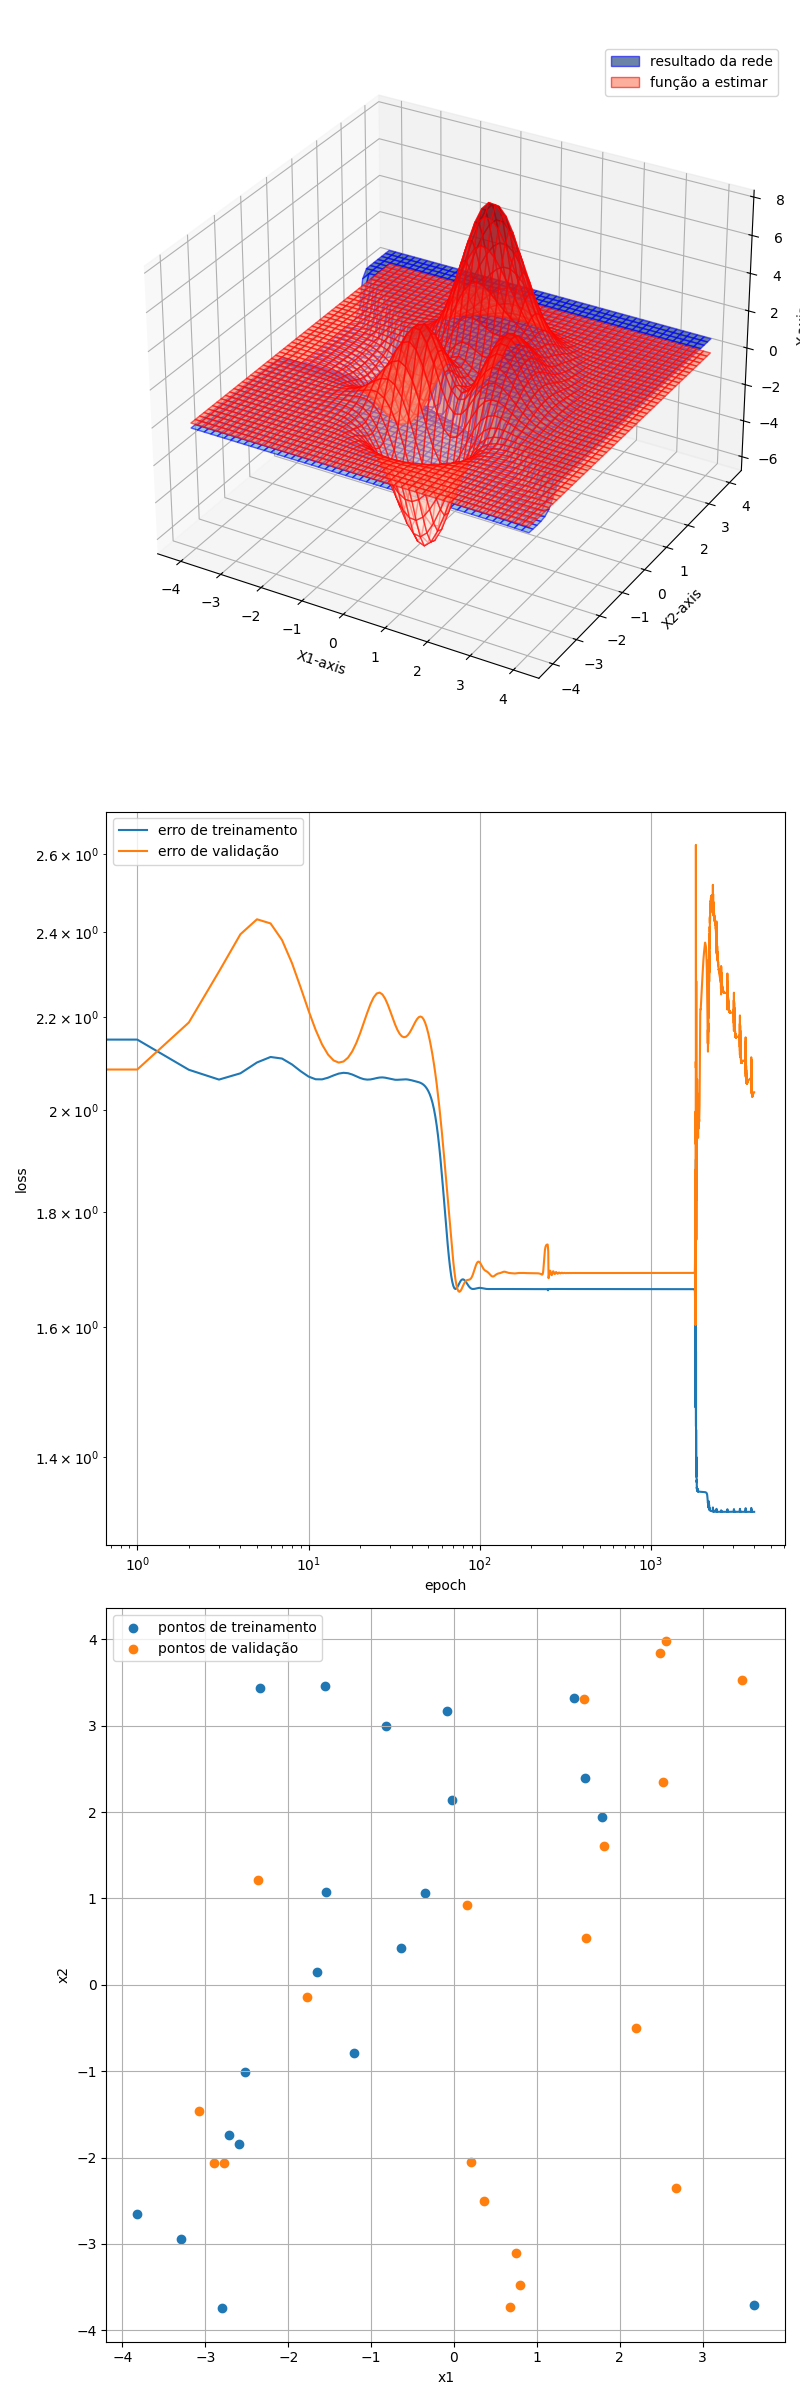 resultado da rede
função a estimar
8
6
4
2
0
−2
−4
−6
−4
−3
−2
−1
0
1
2
3
4
X1-axis
4
3
2
1
0
−1
−2
−3
−4
X2-axis
erro de treinamento
erro de validação
2.6 × 10⁰
2.4 × 10⁰
2.2 × 10⁰
2 × 10⁰
1.8 × 10⁰
1.6 × 10⁰
1.4 × 10⁰
loss
10⁰ 10¹ 10² 10³
epoch
pontos de treinamento
pontos de validação
4
3
2
1
0
−1
−2
−3
−4
x2
−4 −3 −2 −1 0 1 2 3
x1